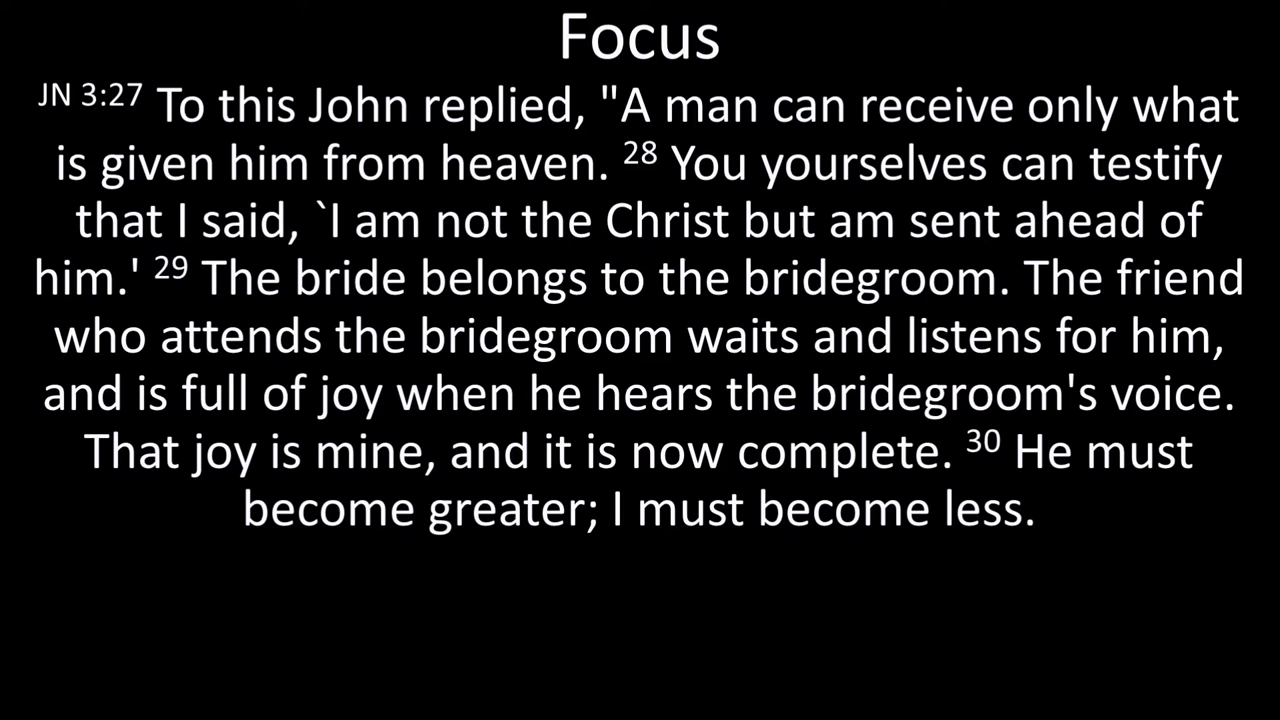 Focus
JN 3:27 To this John replied, "A man can receive only what
is given him from heaven. 28 You yourselves can testify
that I said, `I am not the Christ but am sent ahead of
him.' 29 The bride belongs to the bridegroom. The friend
who attends the bridegroom waits and listens for him,
and is full of joy when he hears the bridegroom's voice.
That joy is mine, and it is now complete. 30 He must
become greater; I must become less.